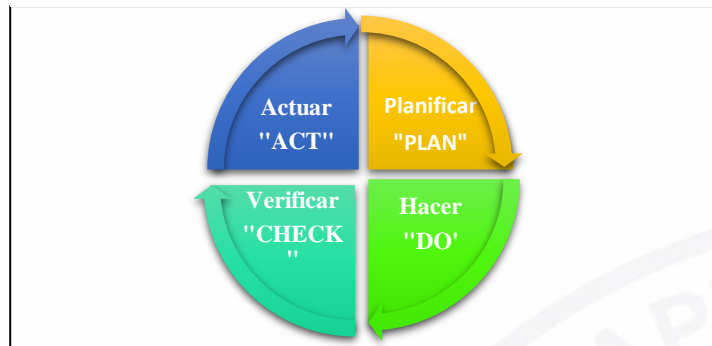 Actuar
"ACT"
Planificar
"PLAN"
Verificar
"CHECK
"
Hacer
"DO'